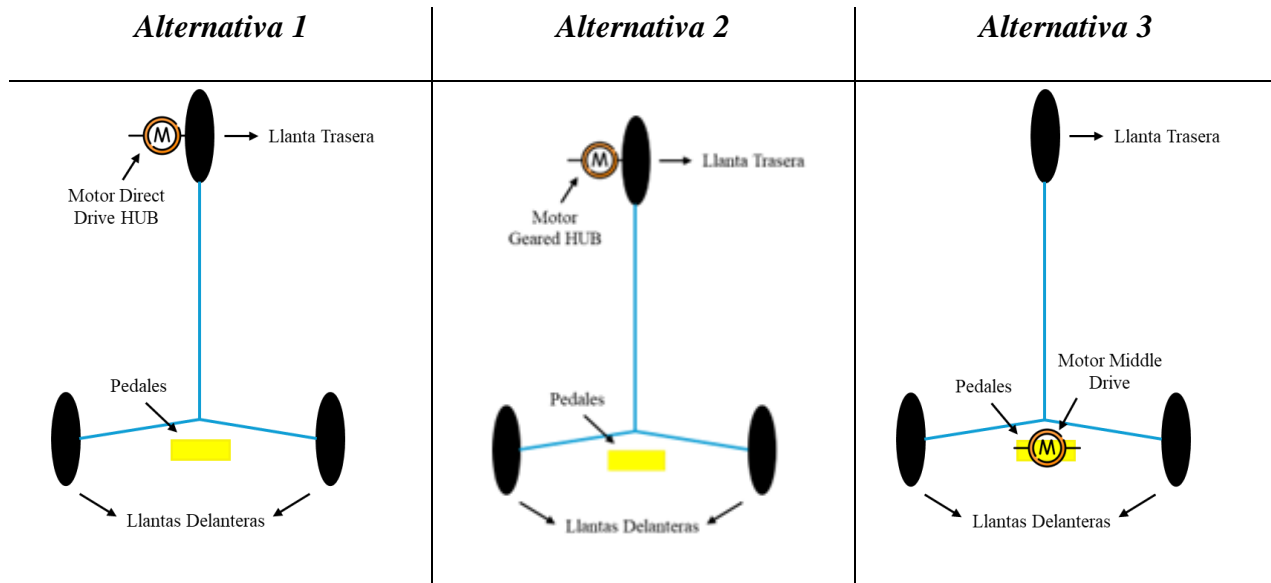 Alternativa 1
Alternativa 2
Alternativa 3
M
Llanta Trasera
Motor Direct
Drive HUB
Pedales
Llantas Delanteras
M
Llanta Trasera
Motor
Geared HUB
Pedales
Llantas Delanteras
Llanta Trasera
Motor Middle
Drive
Pedales
M
Llantas Delanteras